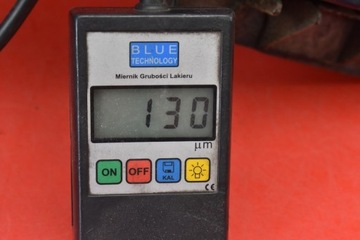 BLUE
TECHNOLOGY
Miernik Grubości Lakieru
130
μm
ON OFF KAL
CE